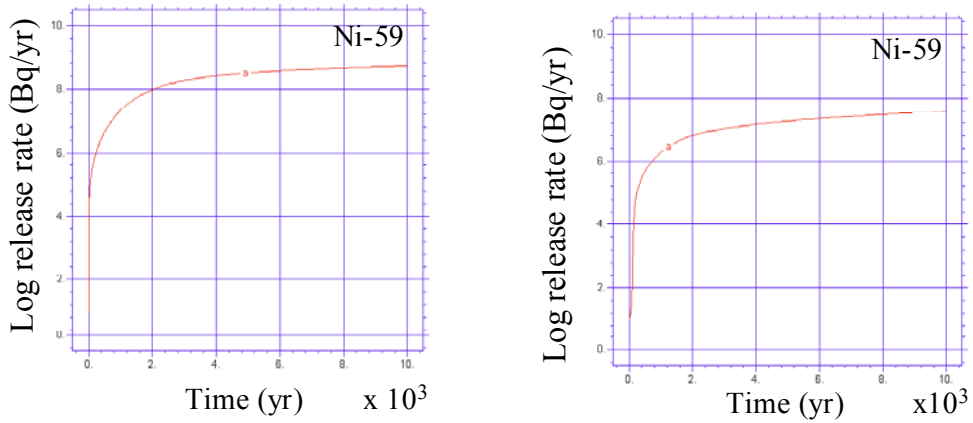 Ni-59
Log release rate (Bq/yr)
10.
8.
6.
4.
2.
0.
a
0. 2. 4. 6. 8. 10.
Time (yr) x 10³
Ni-59
Log release rate (Bq/yr)
10.
8.
6.
4.
2.
0.
a
0. 2. 4. 6. 8. 10.
Time (yr) x10³